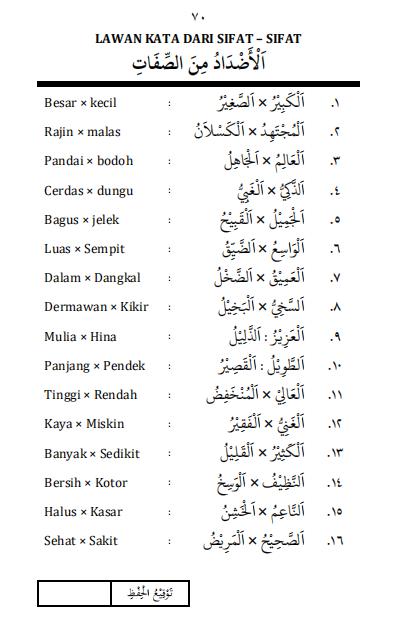 ٧٠
LAWAN KATA DARI SIFAT – SIFAT
اَلْأَضْدَادُ مِنَ الصِّفَاتِ
Besar × kecil : اَلْكَبِيْرُ × اَلصَّغِيْرُ ١.
Rajin × malas : اَلْمُجْتَهِدُ × اَلْكَسْلَانُ ٢.
Pandai × bodoh : اَلْعَالِمُ × اَلْجَاهِلُ ٣.
Cerdas × dungu : اَلذَّكِيُّ × اَلْغَبِيُّ ٤.
Bagus × jelek : اَلْجَمِيْلُ × اَلْقَبِيْحُ ٥.
Luas × Sempit : اَلْوَاسِعُ × اَلضَّيِّقُ ٦.
Dalam × Dangkal : اَلْعَمِيْقُ × اَلضَّحْلُ ٧.
Dermawan × Kikir : اَلسَّخِيُّ × اَلْبَخِيْلُ ٨.
Mulia × Hina : اَلْعَزِيْزُ : اَلذَّلِيْلُ ٩.
Panjang × Pendek : اَلطَّوِيْلُ : اَلْقَصِيْرُ ١٠.
Tinggi × Rendah : اَلْعَالِيْ × اَلْمُنْخَفِضُ ١١.
Kaya × Miskin : اَلْغَنِيُّ × اَلْفَقِيْرُ ١٢.
Banyak × Sedikit : اَلْكَثِيْرُ × اَلْقَلِيْلُ ١٣.
Bersih × Kotor : اَلنَّظِيْفُ × اَلْوَسِخُ ١٤.
Halus × Kasar : اَلنَّاعِمُ × اَلْخَشِنُ ١٥.
Sehat × Sakit : اَلصَّحِيْحُ × اَلْمَرِيْضُ ١٦.
تَوْقِيْعُ الْحِفْظِ